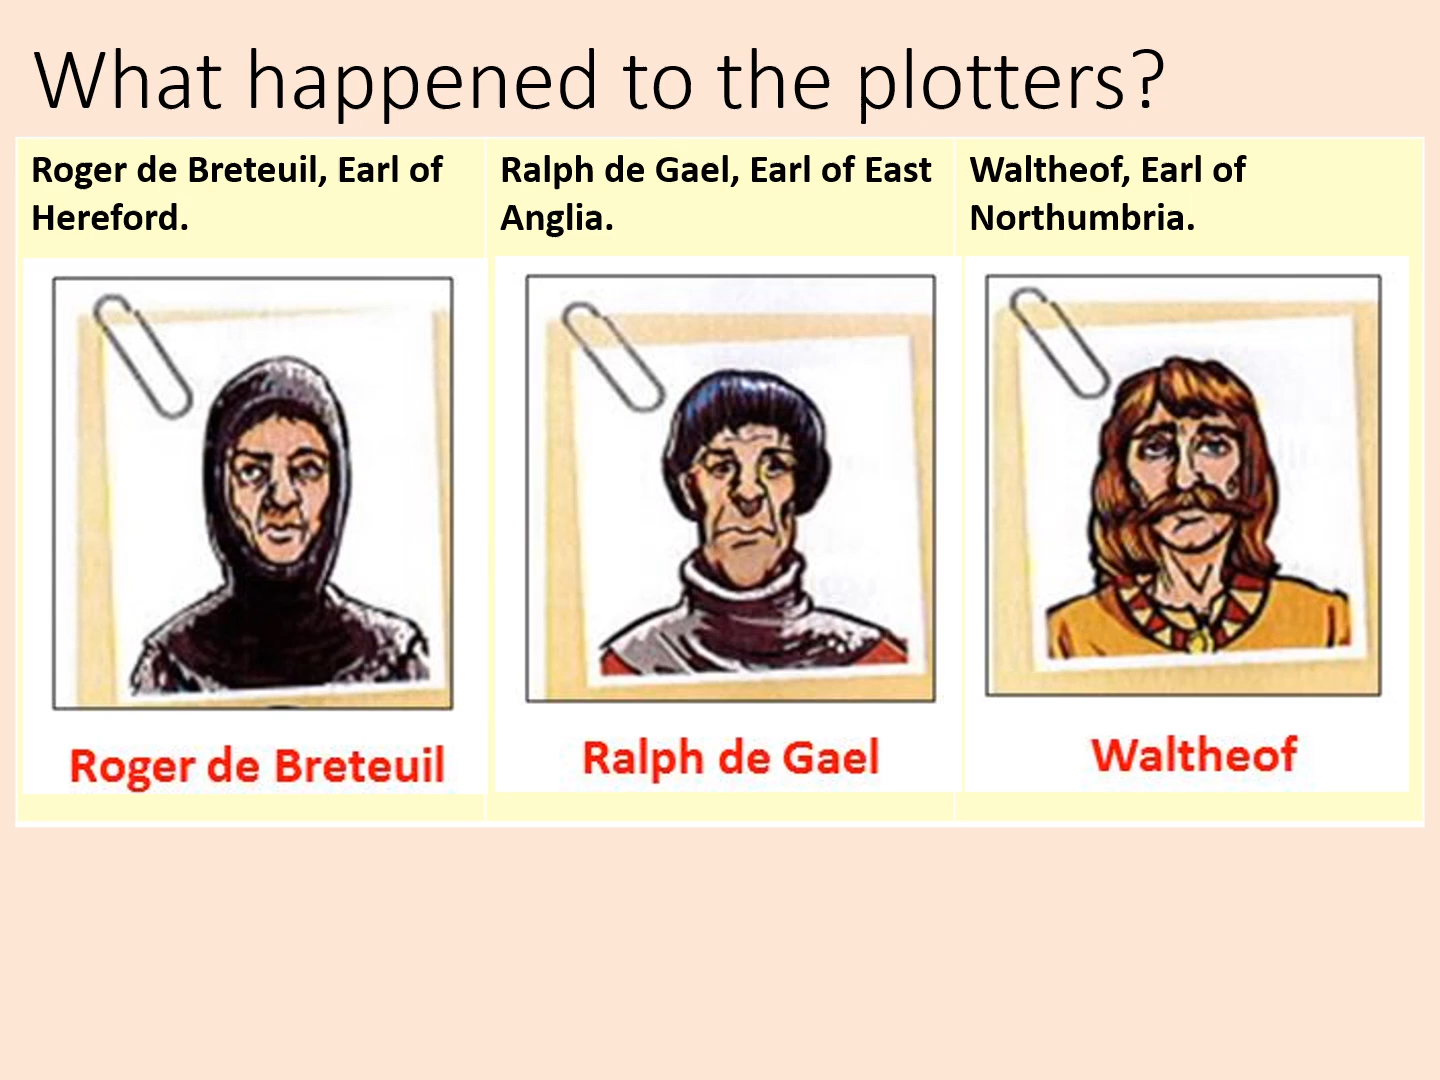 What happened to the plotters?
Roger de Breteuil, Earl of
Hereford.
Ralph de Gael, Earl of East
Anglia.
Waltheof, Earl of
Northumbria.
Roger de Breteuil
Ralph de Gael
Waltheof